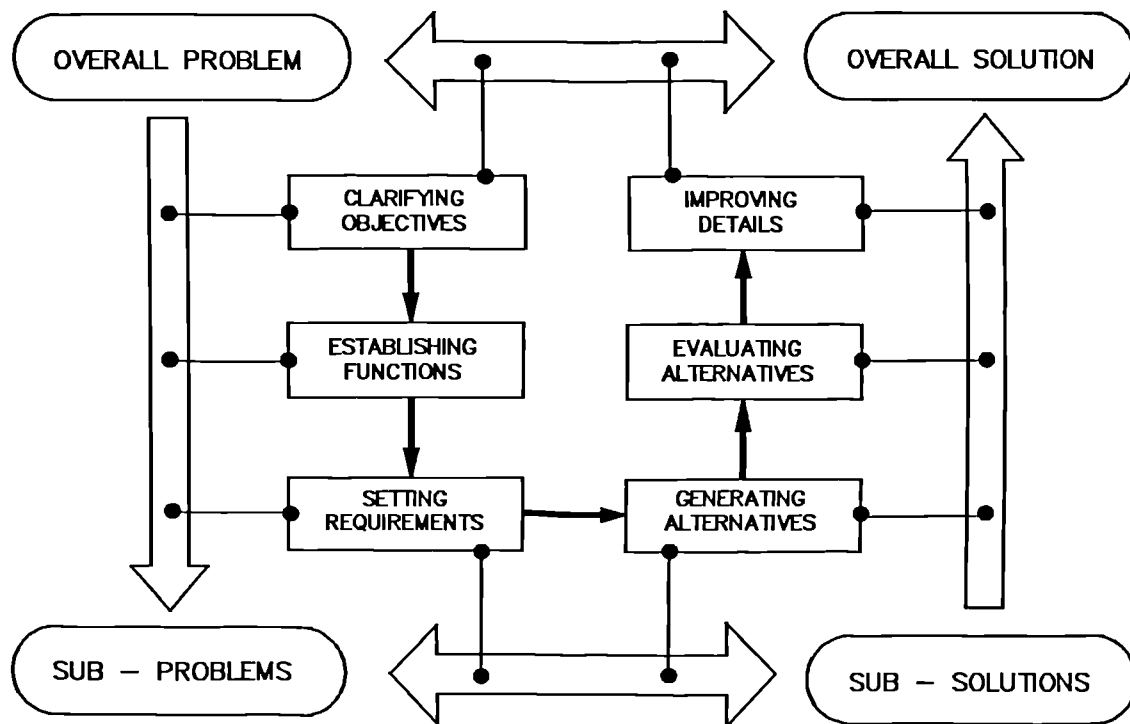 OVERALL PROBLEM
OVERALL SOLUTION
CLARIFYING
OBJECTIVES
IMPROVING
DETAILS
ESTABLISHING
FUNCTIONS
EVALUATING
ALTERNATIVES
SETTING
REQUIREMENTS
GENERATING
ALTERNATIVES
SUB – PROBLEMS
SUB – SOLUTIONS